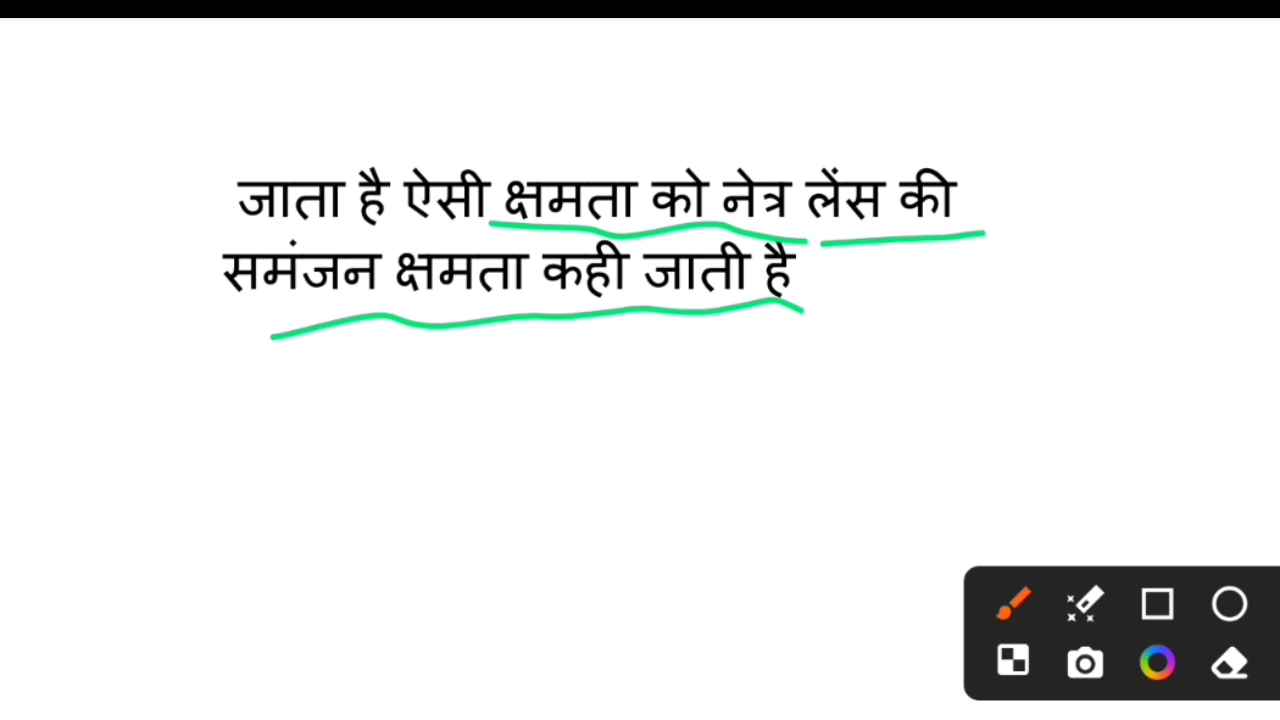 जाता है ऐसी क्षमता को नेत्र लेंस की
समंजन क्षमता कही जाती है